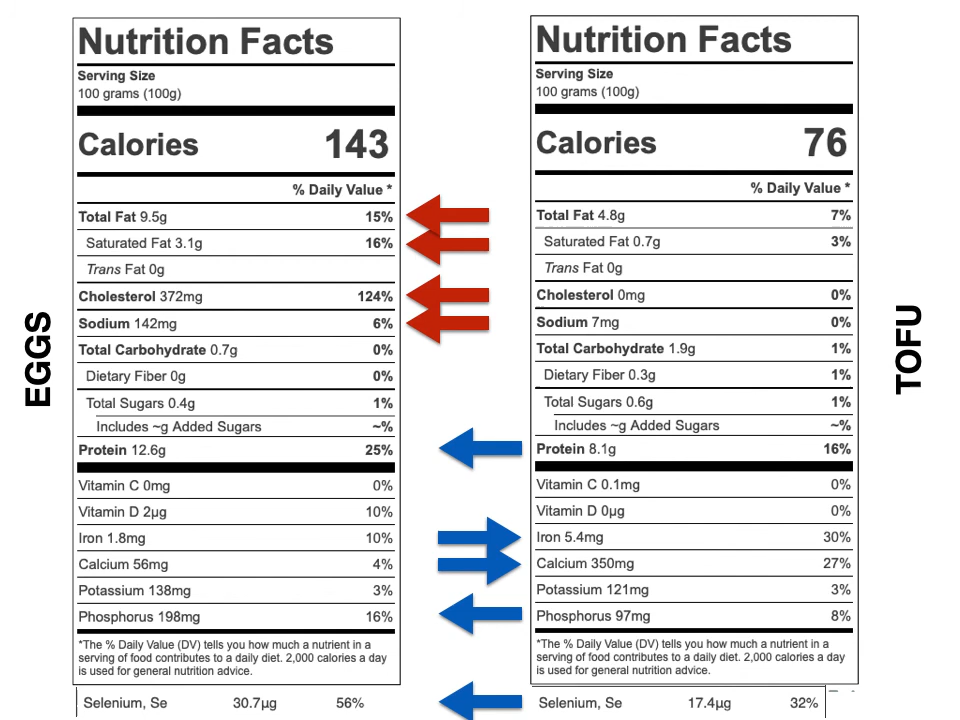 EGGS
Nutrition Facts
Serving Size
100 grams (100g)
Calories 143
% Daily Value *
Total Fat 9.5g 15%
Saturated Fat 3.1g 16%
Trans Fat 0g
Cholesterol 372mg 124%
Sodium 142mg 6%
Total Carbohydrate 0.7g 0%
Dietary Fiber 0g 0%
Total Sugars 0.4g 1%
Includes ~g Added Sugars ~%
Protein 12.6g 25%
Vitamin C 0mg 0%
Vitamin D 2µg 10%
Iron 1.8mg 10%
Calcium 56mg 4%
Potassium 138mg 3%
Phosphorus 198mg 16%
*The % Daily Value (DV) tells you how much a nutrient in a
serving of food contributes to a daily diet. 2,000 calories a day
is used for general nutrition advice.
Selenium, Se 30.7µg 56%
Nutrition Facts
Serving Size
100 grams (100g)
Calories 76
% Daily Value *
Total Fat 4.8g 7%
Saturated Fat 0.7g 3%
Trans Fat 0g
Cholesterol 0mg 0%
Sodium 7mg 0%
Total Carbohydrate 1.9g 1%
Dietary Fiber 0.3g 1%
Total Sugars 0.6g 1%
Includes ~g Added Sugars ~%
Protein 8.1g 16%
Vitamin C 0.1mg 0%
Vitamin D 0µg 0%
Iron 5.4mg 30%
Calcium 350mg 27%
Potassium 121mg 3%
Phosphorus 97mg 8%
*The % Daily Value (DV) tells you how much a nutrient in a
serving of food contributes to a daily diet. 2,000 calories a day
is used for general nutrition advice.
Selenium, Se 17.4µg 32%
TOFU